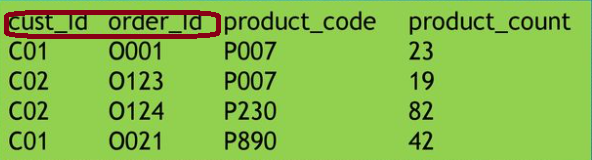 cust_Id order_Id product_code product_count
C01 O001 P007 23
C02 O123 P007 19
C02 O124 P230 82
C01 O021 P890 42